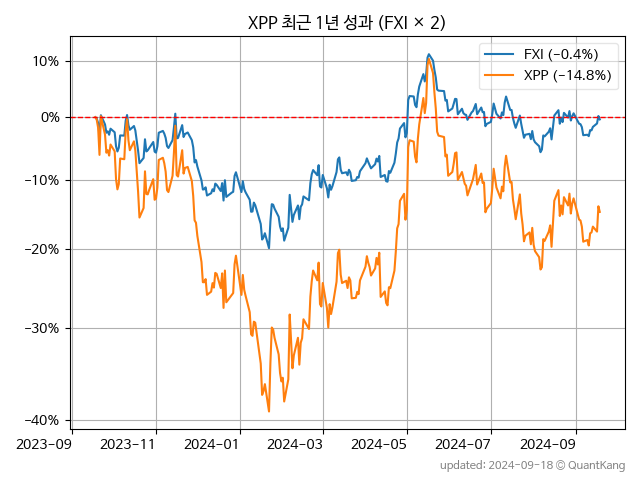 XPP 최근 1년 성과 (FXI × 2)
FXI (−0.4%)
XPP (−14.8%)
10%
0%
−10%
−20%
−30%
−40%
2023-09 2023-11 2024-01 2024-03 2024-05 2024-07 2024-09
updated: 2024-09-18 © QuantKang